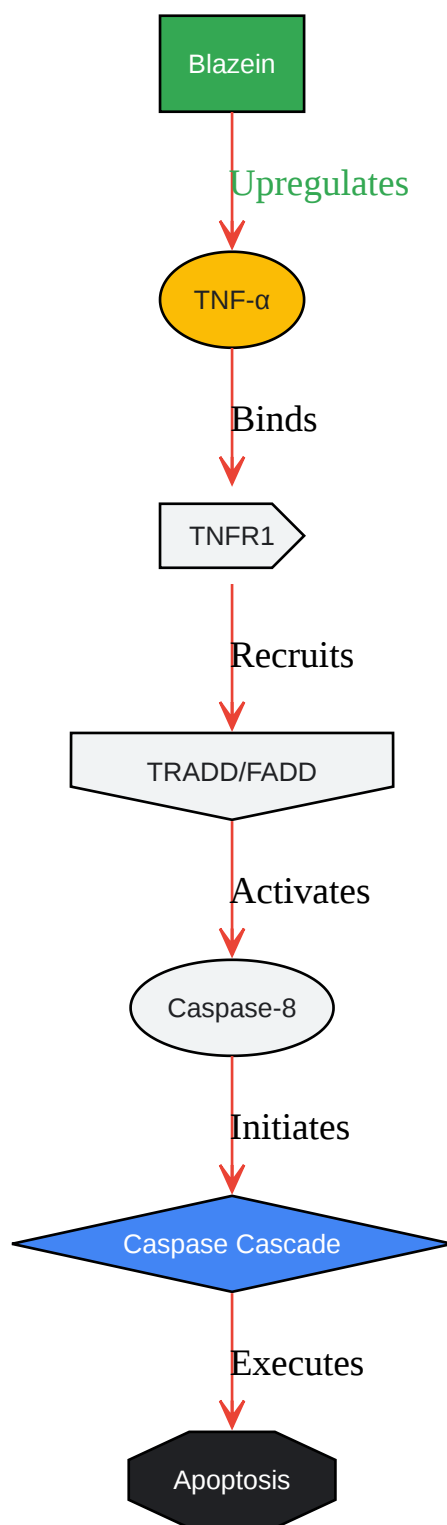 Blazein
Upregulates
TNF-α
Binds
TNFR1
Recruits
TRADD/FADD
Activates
Caspase-8
Initiates
Caspase Cascade
Executes
Apoptosis